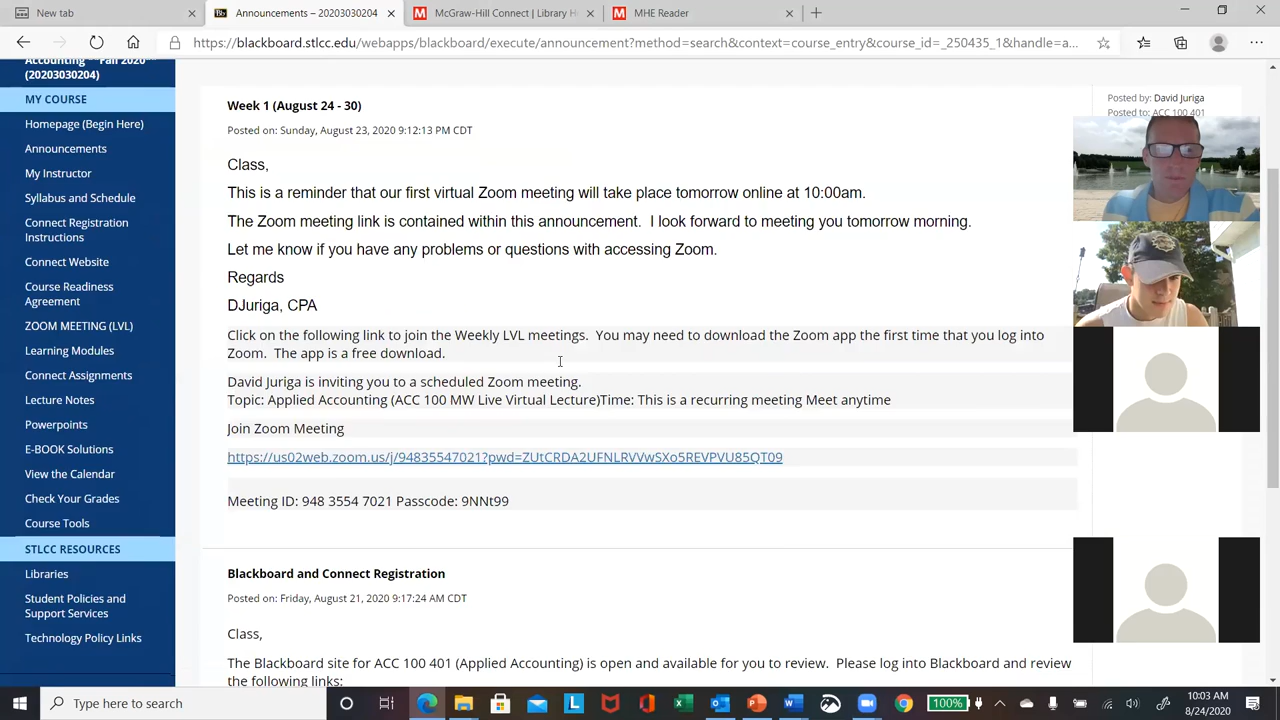 New tab
Announcements – 20203030204
McGraw-Hill Connect | Library H
MHE Reader
https://blackboard.stlcc.edu/webapps/blackboard/execute/announcement?method=search&context=course_entry&course_id=_250435_1&handle=a...
Accounting - Fall 2020
(20203030204)
MY COURSE
Homepage (Begin Here)
Announcements
My Instructor
Syllabus and Schedule
Connect Registration
Instructions
Connect Website
Course Readiness
Agreement
ZOOM MEETING (LVL)
Learning Modules
Connect Assignments
Lecture Notes
Powerpoints
E-BOOK Solutions
View the Calendar
Check Your Grades
Course Tools
STLCC RESOURCES
Libraries
Student Policies and
Support Services
Technology Policy Links
Week 1 (August 24 - 30)
Posted on: Sunday, August 23, 2020 9:12:13 PM CDT
Class,
This is a reminder that our first virtual Zoom meeting will take place tomorrow online at 10:00am.
The Zoom meeting link is contained within this announcement.  I look forward to meeting you tomorrow morning.
Let me know if you have any problems or questions with accessing Zoom.
Regards
DJuriga, CPA
Click on the following link to join the Weekly LVL meetings.  You may need to download the Zoom app the first time that you log into
Zoom.  The app is a free download.
David Juriga is inviting you to a scheduled Zoom meeting.
Topic: Applied Accounting (ACC 100 MW Live Virtual Lecture)Time: This is a recurring meeting Meet anytime
Join Zoom Meeting
https://us02web.zoom.us/j/94835547021?pwd=ZUtCRDA2UFNLRVVwSXo5REVPVU85QT09
Meeting ID: 948 3554 7021 Passcode: 9NNt99
Blackboard and Connect Registration
Posted on: Friday, August 21, 2020 9:17:24 AM CDT
Class,
The Blackboard site for ACC 100 401 (Applied Accounting) is open and available for you to review.  Please log into Blackboard and review
the following links:
Posted by: David Juriga
Posted to: ACC 100 401
Type here to search
100%
10:03 AM
8/24/2020